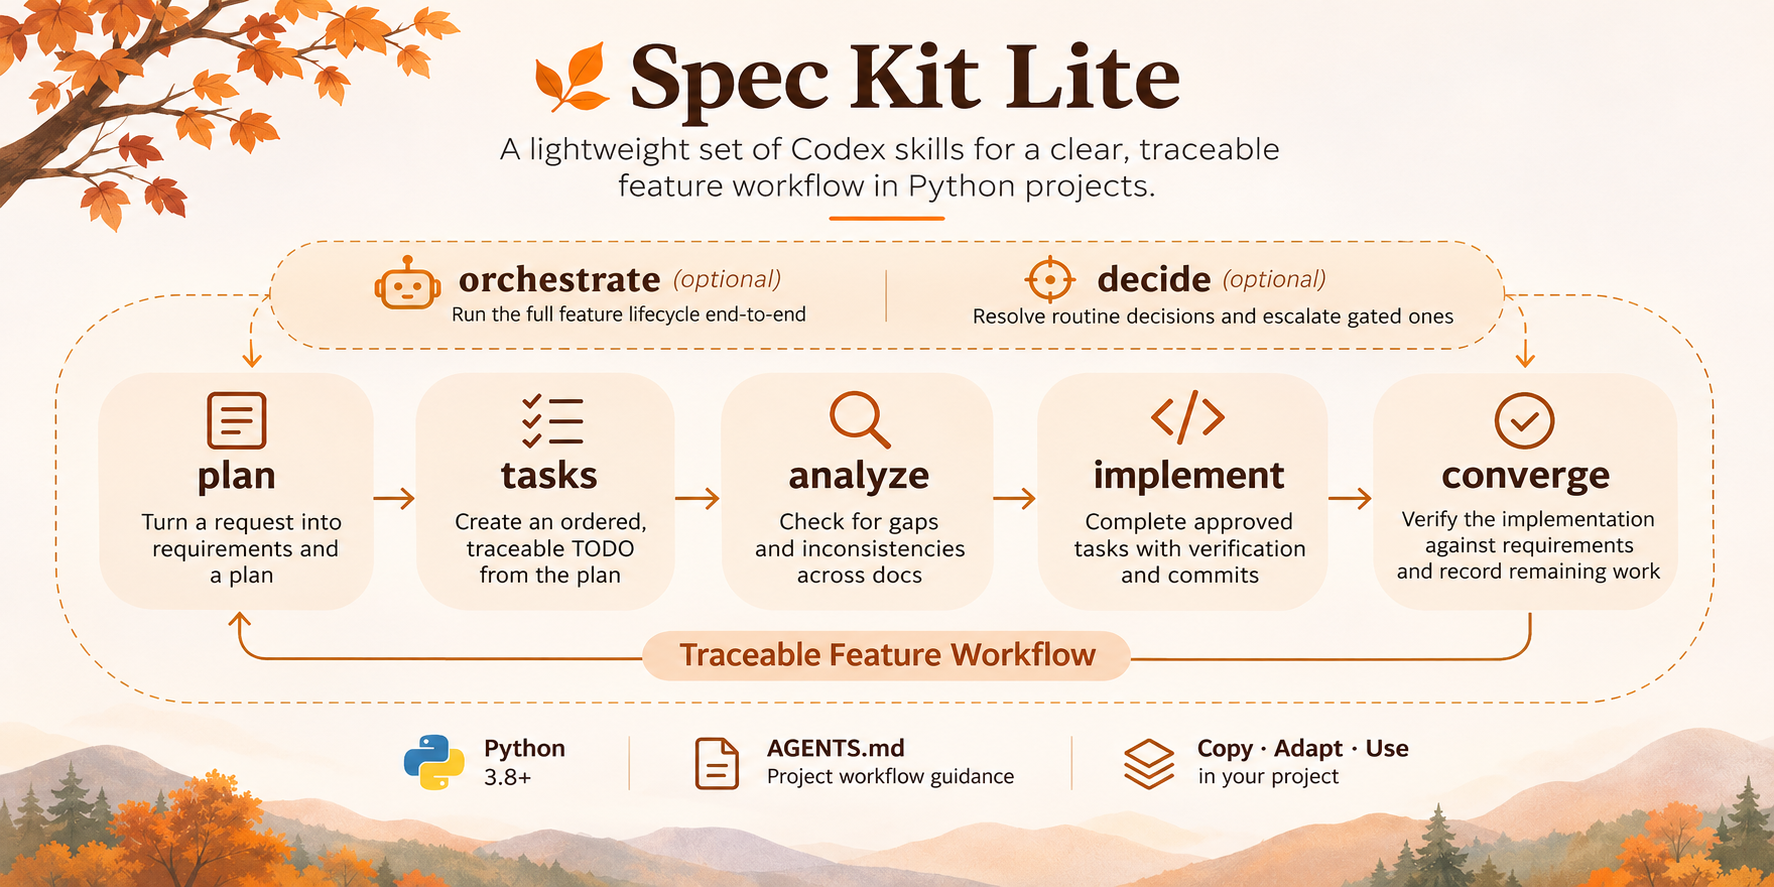 Spec Kit Lite
A lightweight set of Codex skills for a clear, traceable
feature workflow in Python projects.
orchestrate (optional)
Run the full feature lifecycle end-to-end
decide (optional)
Resolve routine decisions and escalate gated ones
plan
Turn a request into
requirements and
a plan
tasks
Create an ordered,
traceable TODO
from the plan
analyze
Check for gaps
and inconsistencies
across docs
</>
implement
Complete approved
tasks with verification
and commits
converge
Verify the implementation
against requirements
and record remaining work
Traceable Feature Workflow
Python
3.8+
AGENTS.md
Project workflow guidance
Copy · Adapt · Use
in your project